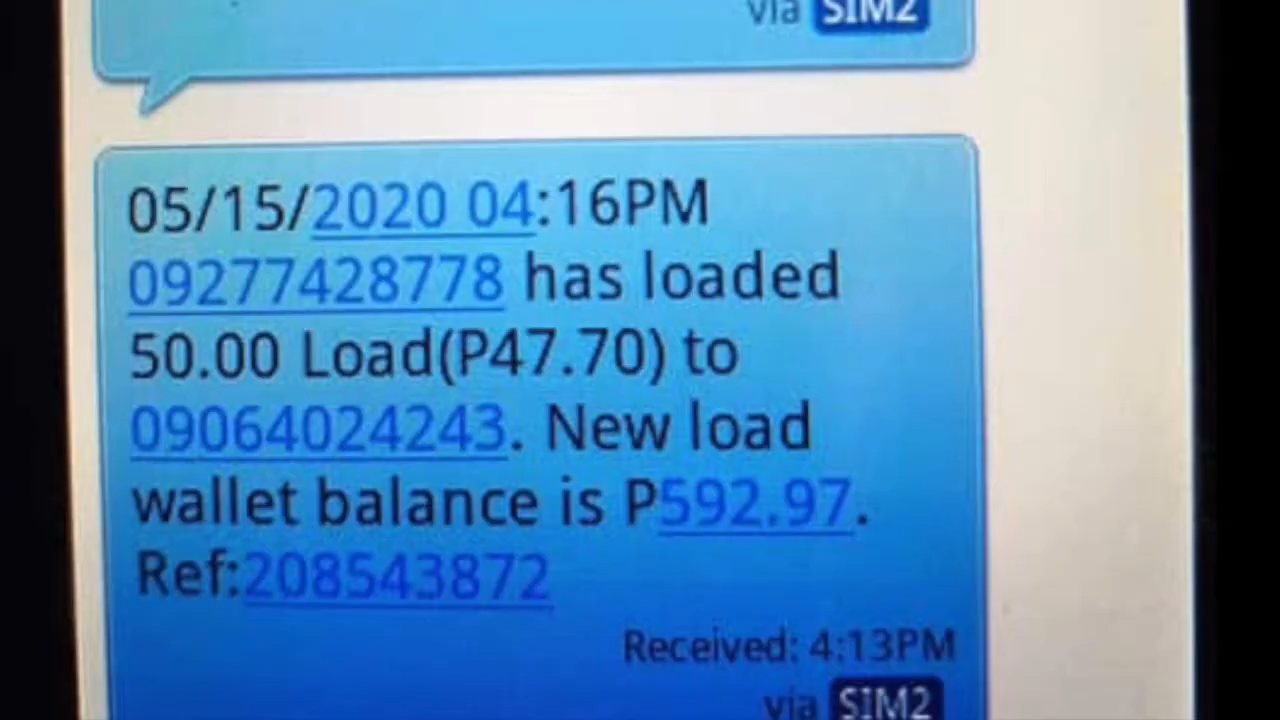 via SIM2
05/15/2020 04:16PM
09277428778 has loaded
50.00 Load(P47.70) to
09064024243. New load
wallet balance is P592.97.
Ref:208543872
Received: 4:13PM
via SIM2